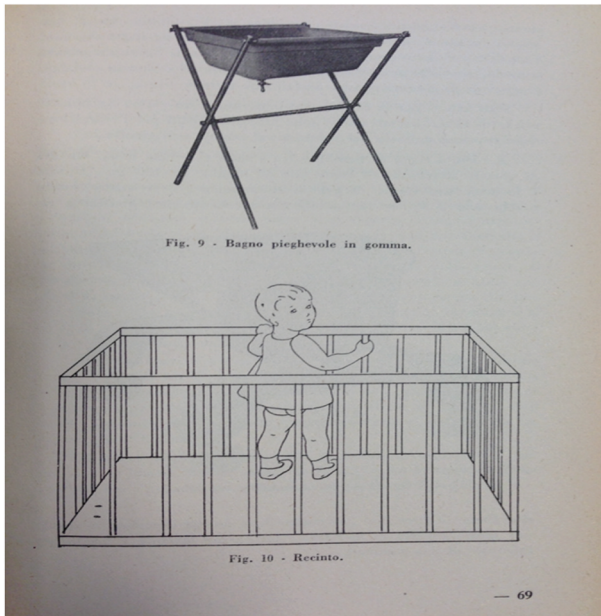 Fig. 9 - Bagno pieghevole in gomma.
Fig. 10 - Recinto.
— 69